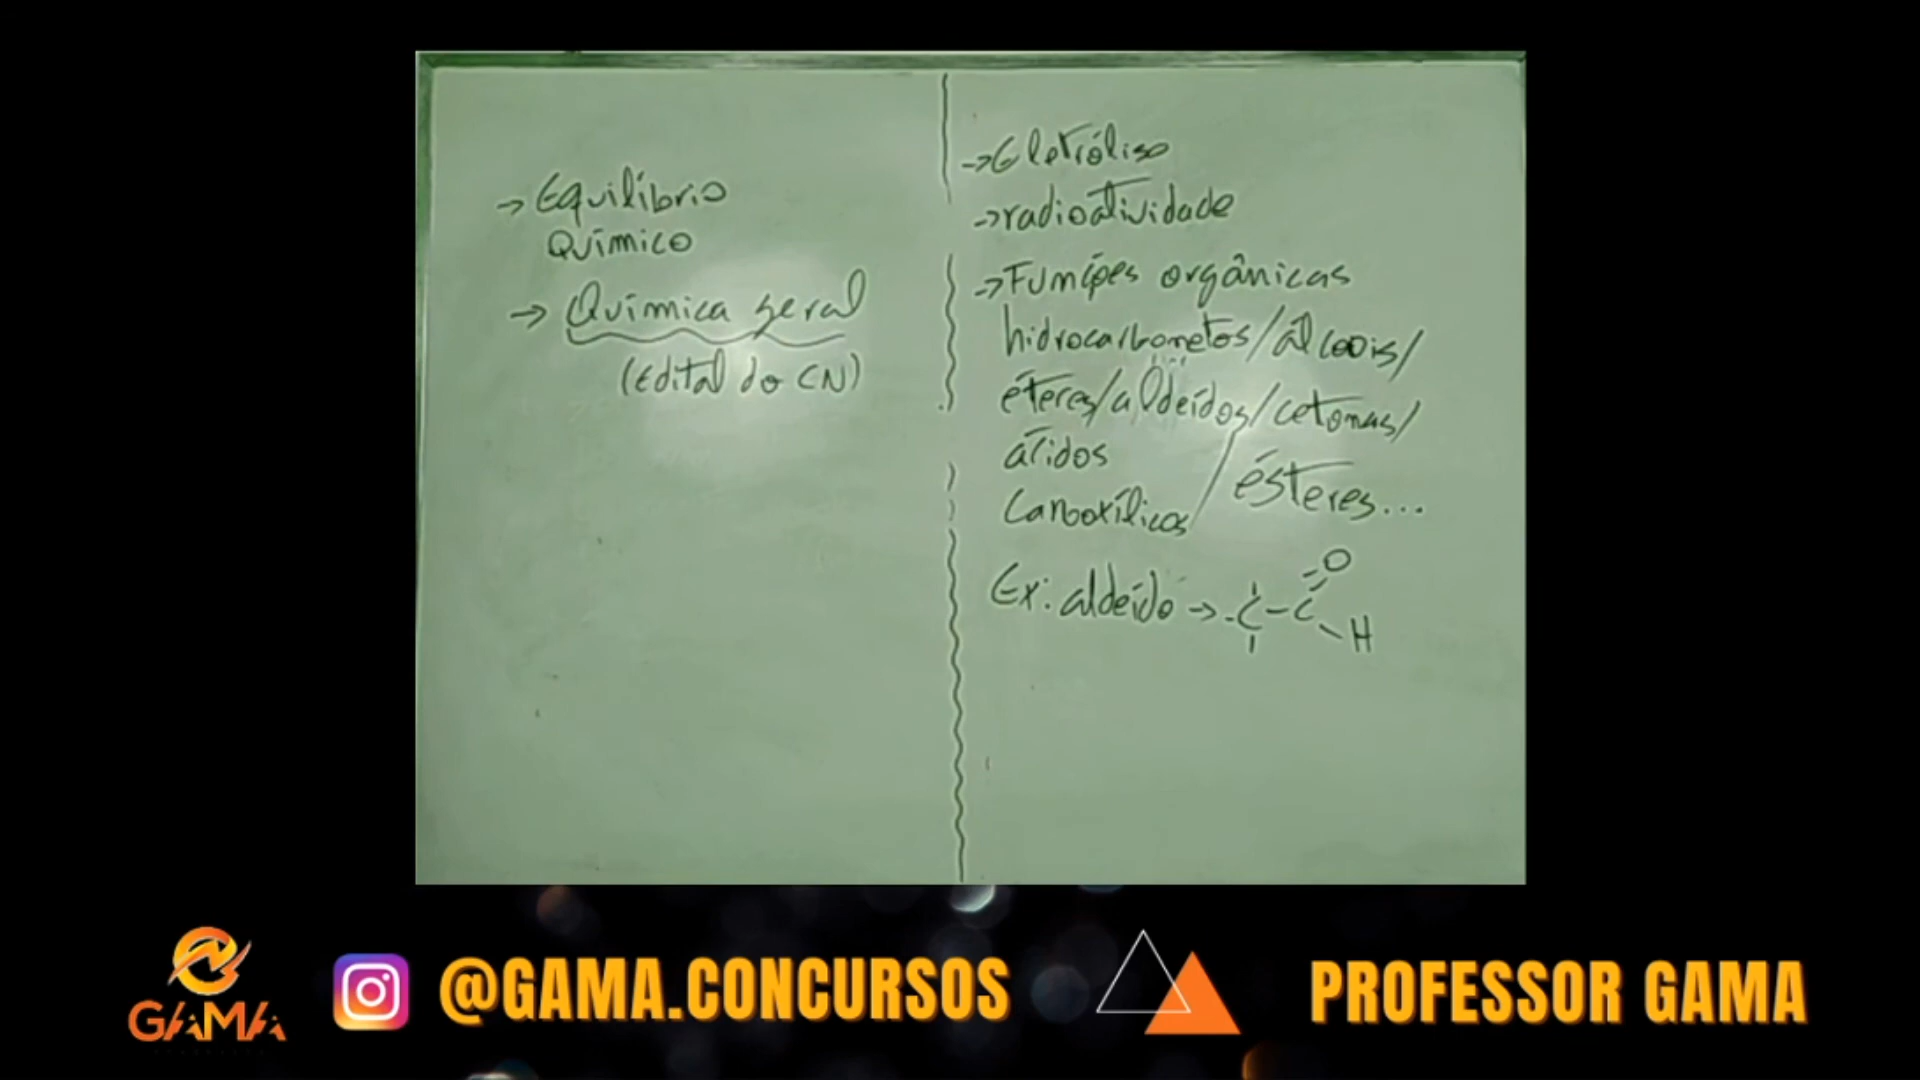 → Equilíbrio
Químico
→ Química geral
(Edital do CN)
→ Eletrólise
→ radioatividade
→ Funções orgânicas
hidrocarbonetos/álcoois/
éteres/aldeídos/cetonas/
ácidos
Carboxílicos / ésteres...
Ex: aldeído → -C-C=O
-H
GAMA
@GAMA.CONCURSOS
PROFESSOR GAMA